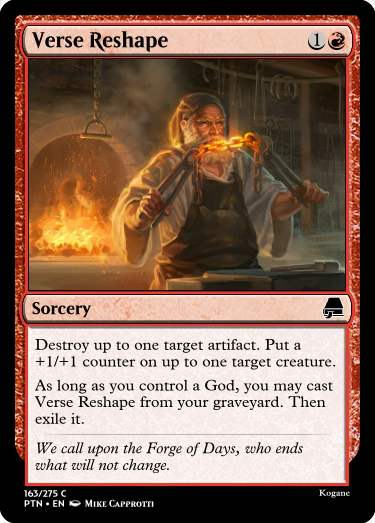 Verse Reshape 1
Sorcery
Destroy up to one target artifact. Put a
+1/+1 counter on up to one target creature.
As long as you control a God, you may cast
Verse Reshape from your graveyard. Then
exile it.
We call upon the Forge of Days, who ends
what will not change.
163/275 C Kogane
PTN • EN Mike Capprotti